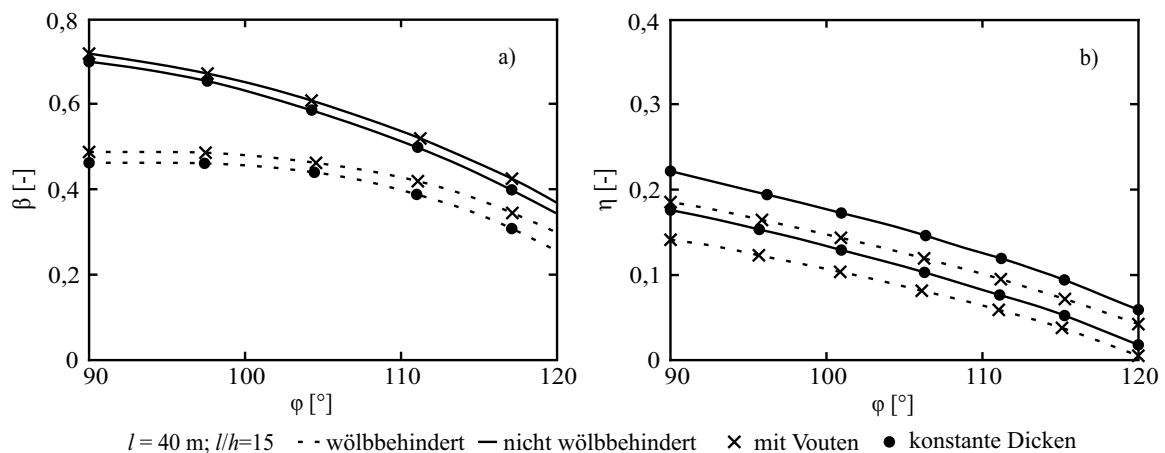 0,8
0,6
0,4
0,2
0
β [-]
a)
90
100
110
120
φ [°]
0,4
0,3
0,2
0,1
0
η [-]
b)
90
100
110
120
φ [°]
l = 40 m; l/h=15 wölbbehindert nicht wölbbehindert mit Vouten konstante Dicken